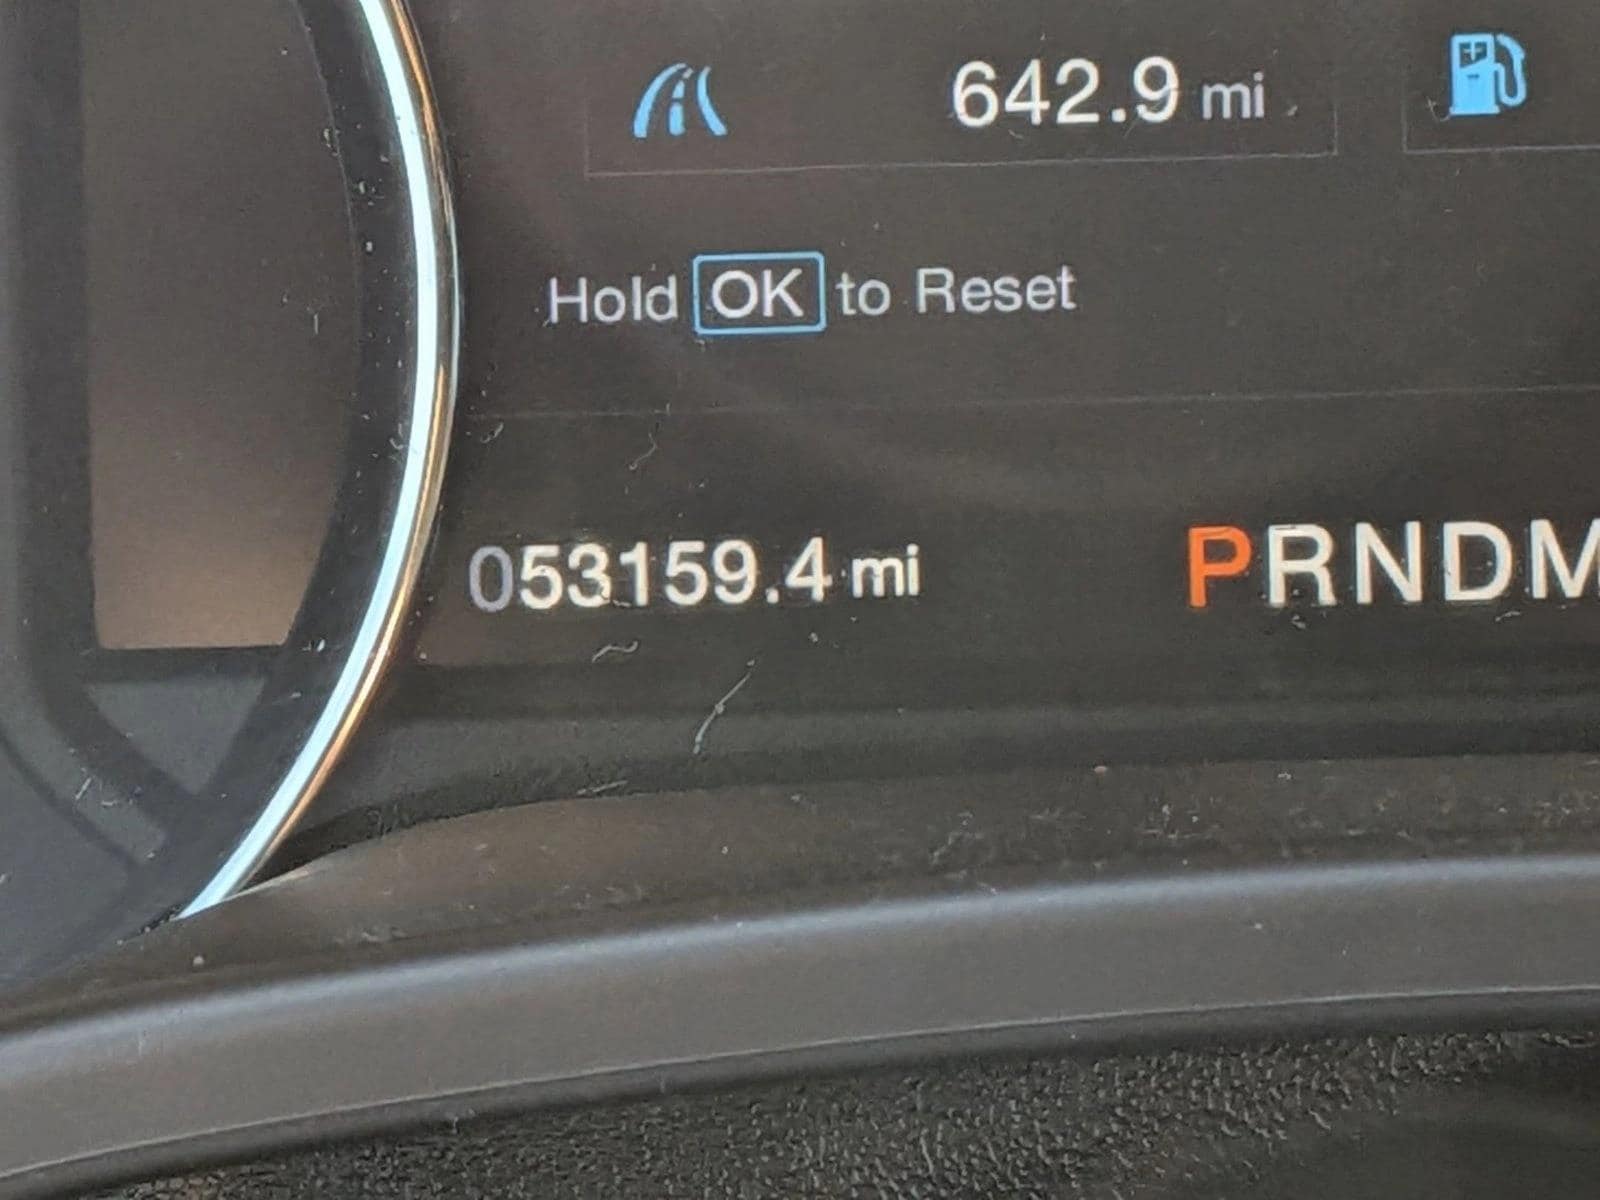 642.9 mi
Hold OK to Reset
053159.4 mi
PRNDM